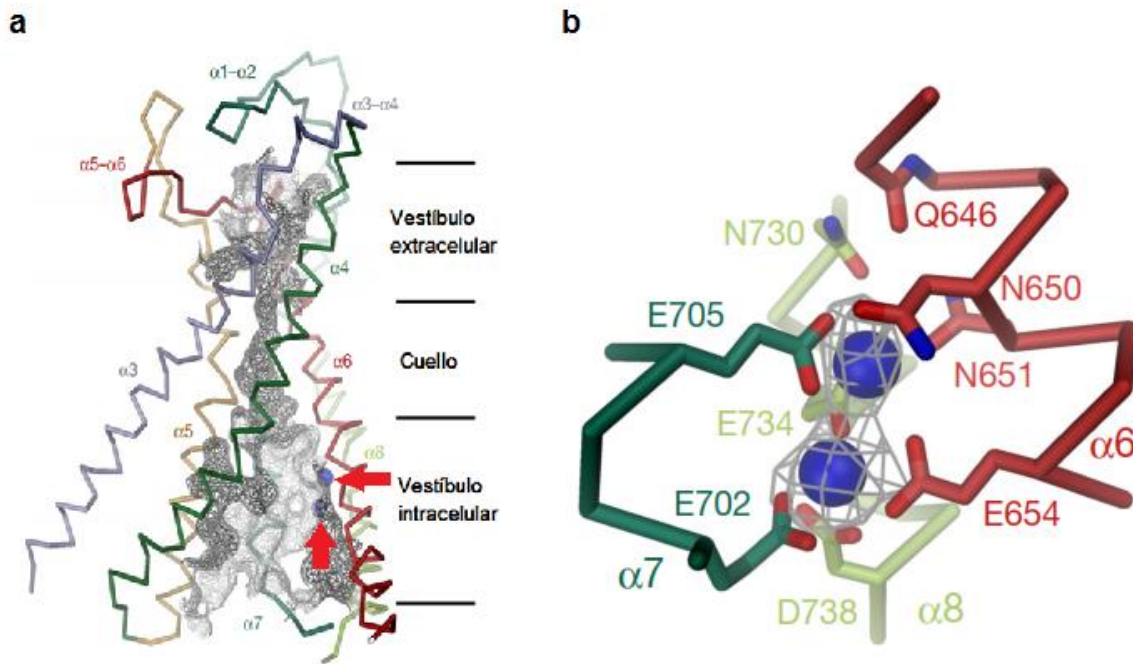 a
b
α1–α2
α3–α4
α5–α6
Vestíbulo
extracelular
α4
Cuello
α3
α6
α5
α8
Vestíbulo
intracelular
α7
Q646
N730
N650
E705
N651
E734
α6
E702
E654
α7
D738
α8